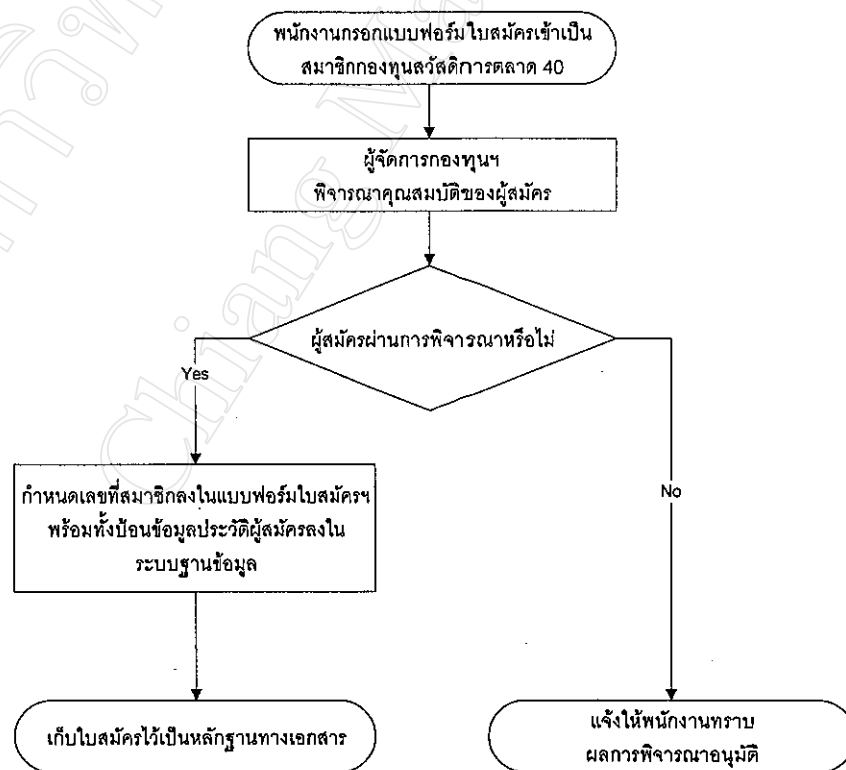 พนักงานกรอกแบบฟอร์มใบสมัครเข้าเป็น
สมาชิกกองทุนสวัสดิการตลาด 40
ผู้จัดการกองทุนฯ
พิจารณาคุณสมบัติของผู้สมัคร
ผู้สมัครผ่านการพิจารณาหรือไม่
Yes
No
กำหนดเลขที่สมาชิกลงในแบบฟอร์มใบสมัครฯ
พร้อมทั้งป้อนข้อมูลประวัติผู้สมัครลงใน
ระบบฐานข้อมูล
เก็บใบสมัครไว้เป็นหลักฐานทางเอกสาร
แจ้งให้พนักงานทราบ
ผลการพิจารณาอนุมัติ
Chiang Ma